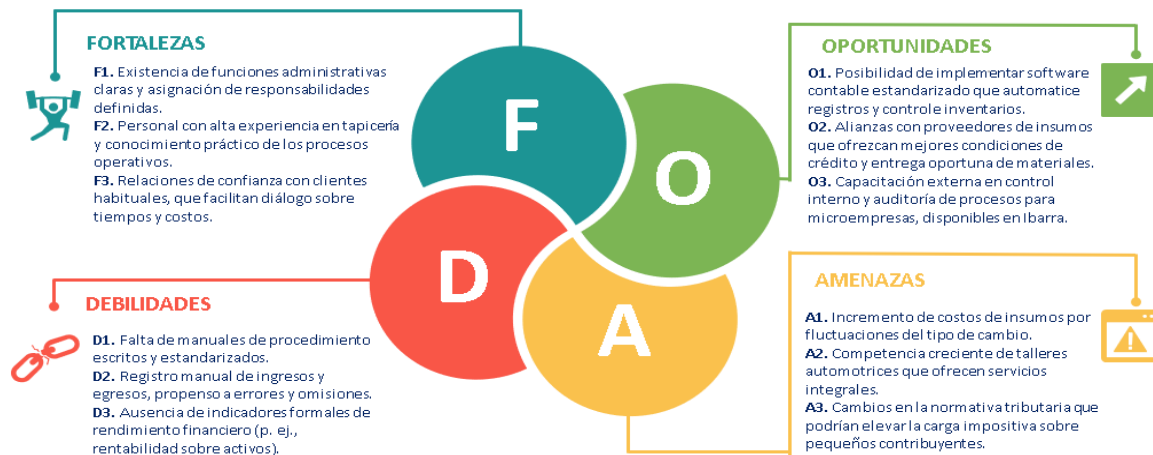 FORTALEZAS
F1. Existencia de funciones administrativas
claras y asignación de responsabilidades
definidas.
F2. Personal con alta experiencia en tapicería
y conocimiento práctico de los procesos
operativos.
F3. Relaciones de confianza con clientes
habituales, que facilitan diálogo sobre
tiempos y costos.
F
O
D
A
OPORTUNIDADES
O1. Posibilidad de implementar software
contable estandarizado que automatice
registros y controle inventarios.
O2. Alianzas con proveedores de insumos
que ofrezcan mejores condiciones de
crédito y entrega oportuna de materiales.
O3. Capacitación externa en control
interno y auditoría de procesos para
microempresas, disponibles en Ibarra.
DEBILIDADES
D1. Falta de manuales de procedimiento
escritos y estandarizados.
D2. Registro manual de ingresos y
egresos, propenso a errores y omisiones.
D3. Ausencia de indicadores formales de
rendimiento financiero (p. ej.,
rentabilidad sobre activos).
AMENAZAS
A1. Incremento de costos de insumos por
fluctuaciones del tipo de cambio.
A2. Competencia creciente de talleres
automotrices que ofrecen servicios
integrales.
A3. Cambios en la normativa tributaria que
podrían elevar la carga impositiva sobre
pequeños contribuyentes.